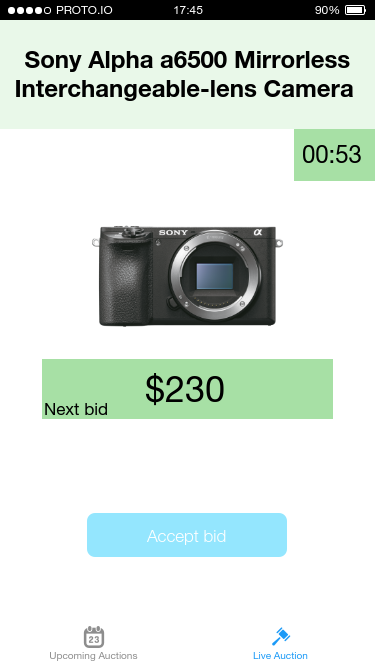 PROTO.IO 17:45 90%
Sony Alpha a6500 Mirrorless
Interchangeable-lens Camera
00:53
SONY α
$230
Next bid
Accept bid
23
Upcoming Auctions Live Auction